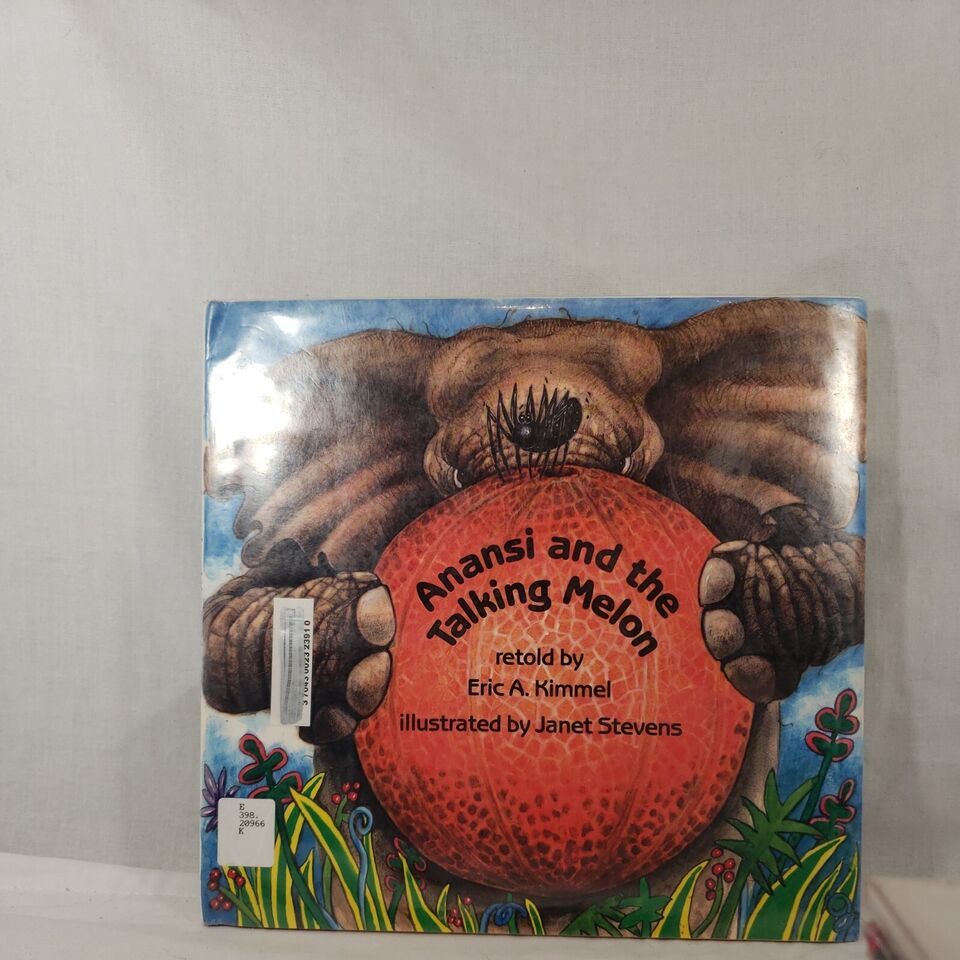 Anansi and the
Talking Melon
retold by
Eric A. Kimmel
illustrated by Janet Stevens
E
398.
20966
K